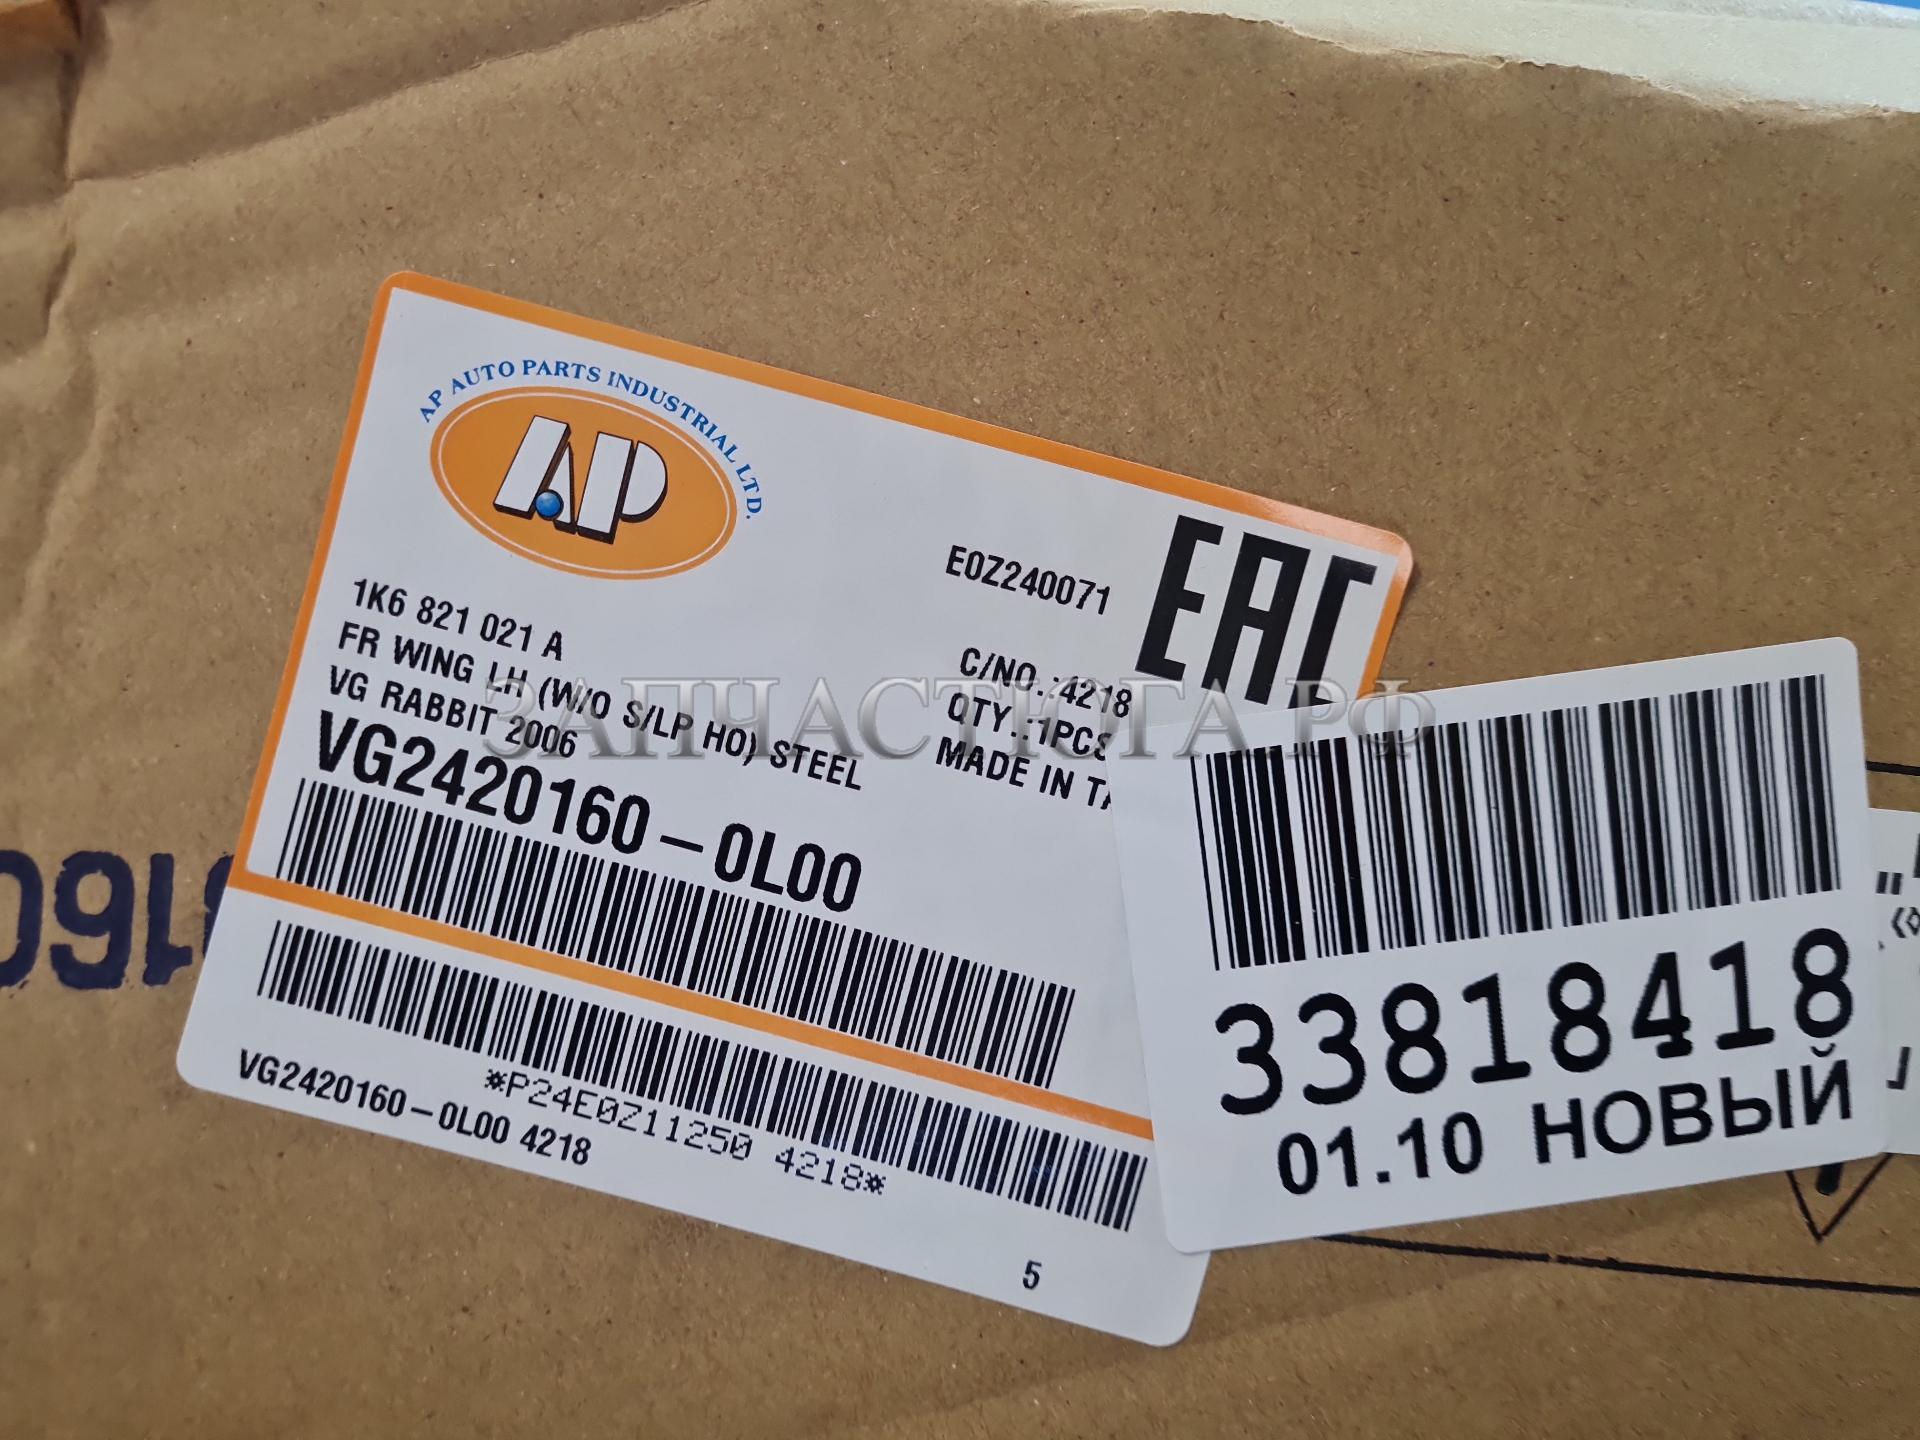 AP AUTO PARTS INDUSTRIAL LTD.
AP
E0Z240071
EAC
1K6 821 021 A
FR WING LH (W/O S/LP HO) STEEL
VG RABBIT 2006
C/NO.:4218
QTY.:1PCS
MADE IN
VG2420160-0L00
*P24E0Z11250 4218*
VG2420160-0L00 4218
5
33818418
01.10 НОВЫЙ
ЗАПЧАСТЮГА.РФ